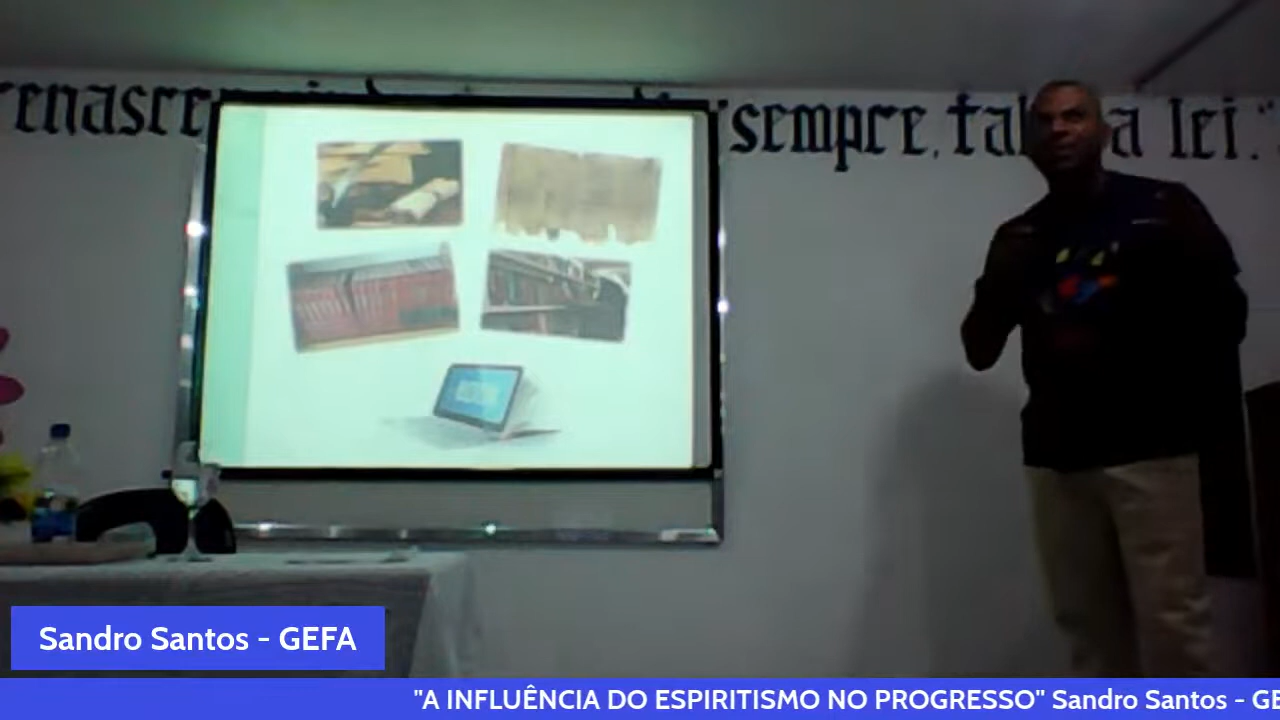 renascer
sempre, tal a lei."
Sandro Santos - GEFA
"A INFLUÊNCIA DO ESPIRITISMO NO PROGRESSO" Sandro Santos - GE